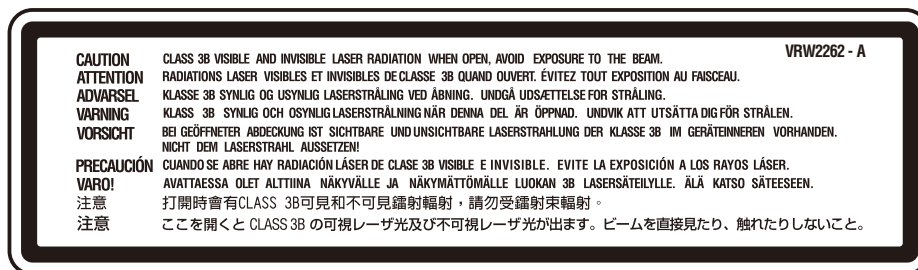 VRW2262 - A
CAUTION CLASS 3B VISIBLE AND INVISIBLE LASER RADIATION WHEN OPEN, AVOID EXPOSURE TO THE BEAM.
ATTENTION RADIATIONS LASER VISIBLES ET INVISIBLES DE CLASSE 3B QUAND OUVERT. ÉVITEZ TOUT EXPOSITION AU FAISCEAU.
ADVARSEL KLASSE 3B SYNLIG OG USYNLIG LASERSTRÅLING VED ÅBNING. UNDGÅ UDSÆTTELSE FOR STRÅLING.
VARNING KLASS 3B SYNLIG OCH OSYNLIG LASERSTRÅLNING NÄR DENNA DEL ÄR ÖPPNAD. UNDVIK ATT UTSÄTTA DIG FÖR STRÅLEN.
VORSICHT BEI GEÖFFNETER ABDECKUNG IST SICHTBARE UND UNSICHTBARE LASERSTRAHLUNG DER KLASSE 3B IM GERÄTEINNEREN VORHANDEN.
NICHT DEM LASERSTRAHL AUSSETZEN!
PRECAUCIÓN CUANDO SE ABRE HAY RADIACIÓN LÁSER DE CLASE 3B VISIBLE E INVISIBLE. EVITE LA EXPOSICIÓN A LOS RAYOS LÁSER.
VARO! AVATTAESSA OLET ALTTIINA NÄKYVÄLLE JA NÄKYMÄTTÖMÄLLE LUOKAN 3B LASERSÄTEILYLLE. ÄLÄ KATSO SÄTEESEEN.
注意 打開時會有CLASS 3B可見和不可見鐳射輻射，請勿受鐳射束輻射。
注意 ここを開くと CLASS 3B の可視レーザ光及び不可視レーザ光が出ます。ビームを直接見たり、触れたりしないこと。